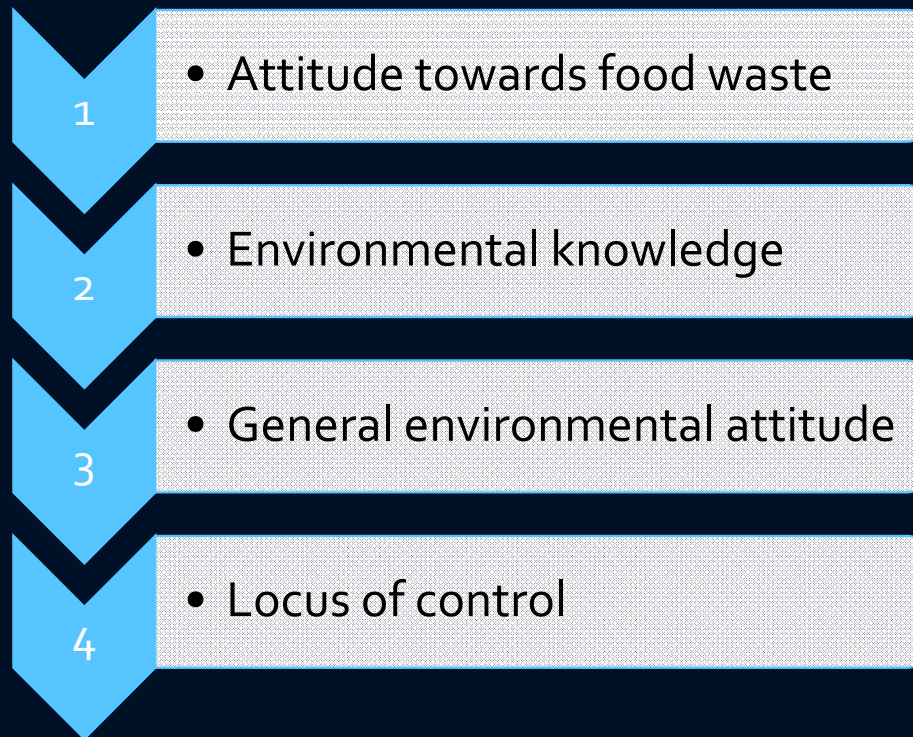 1
• Attitude towards food waste
2
• Environmental knowledge
3
• General environmental attitude
4
• Locus of control